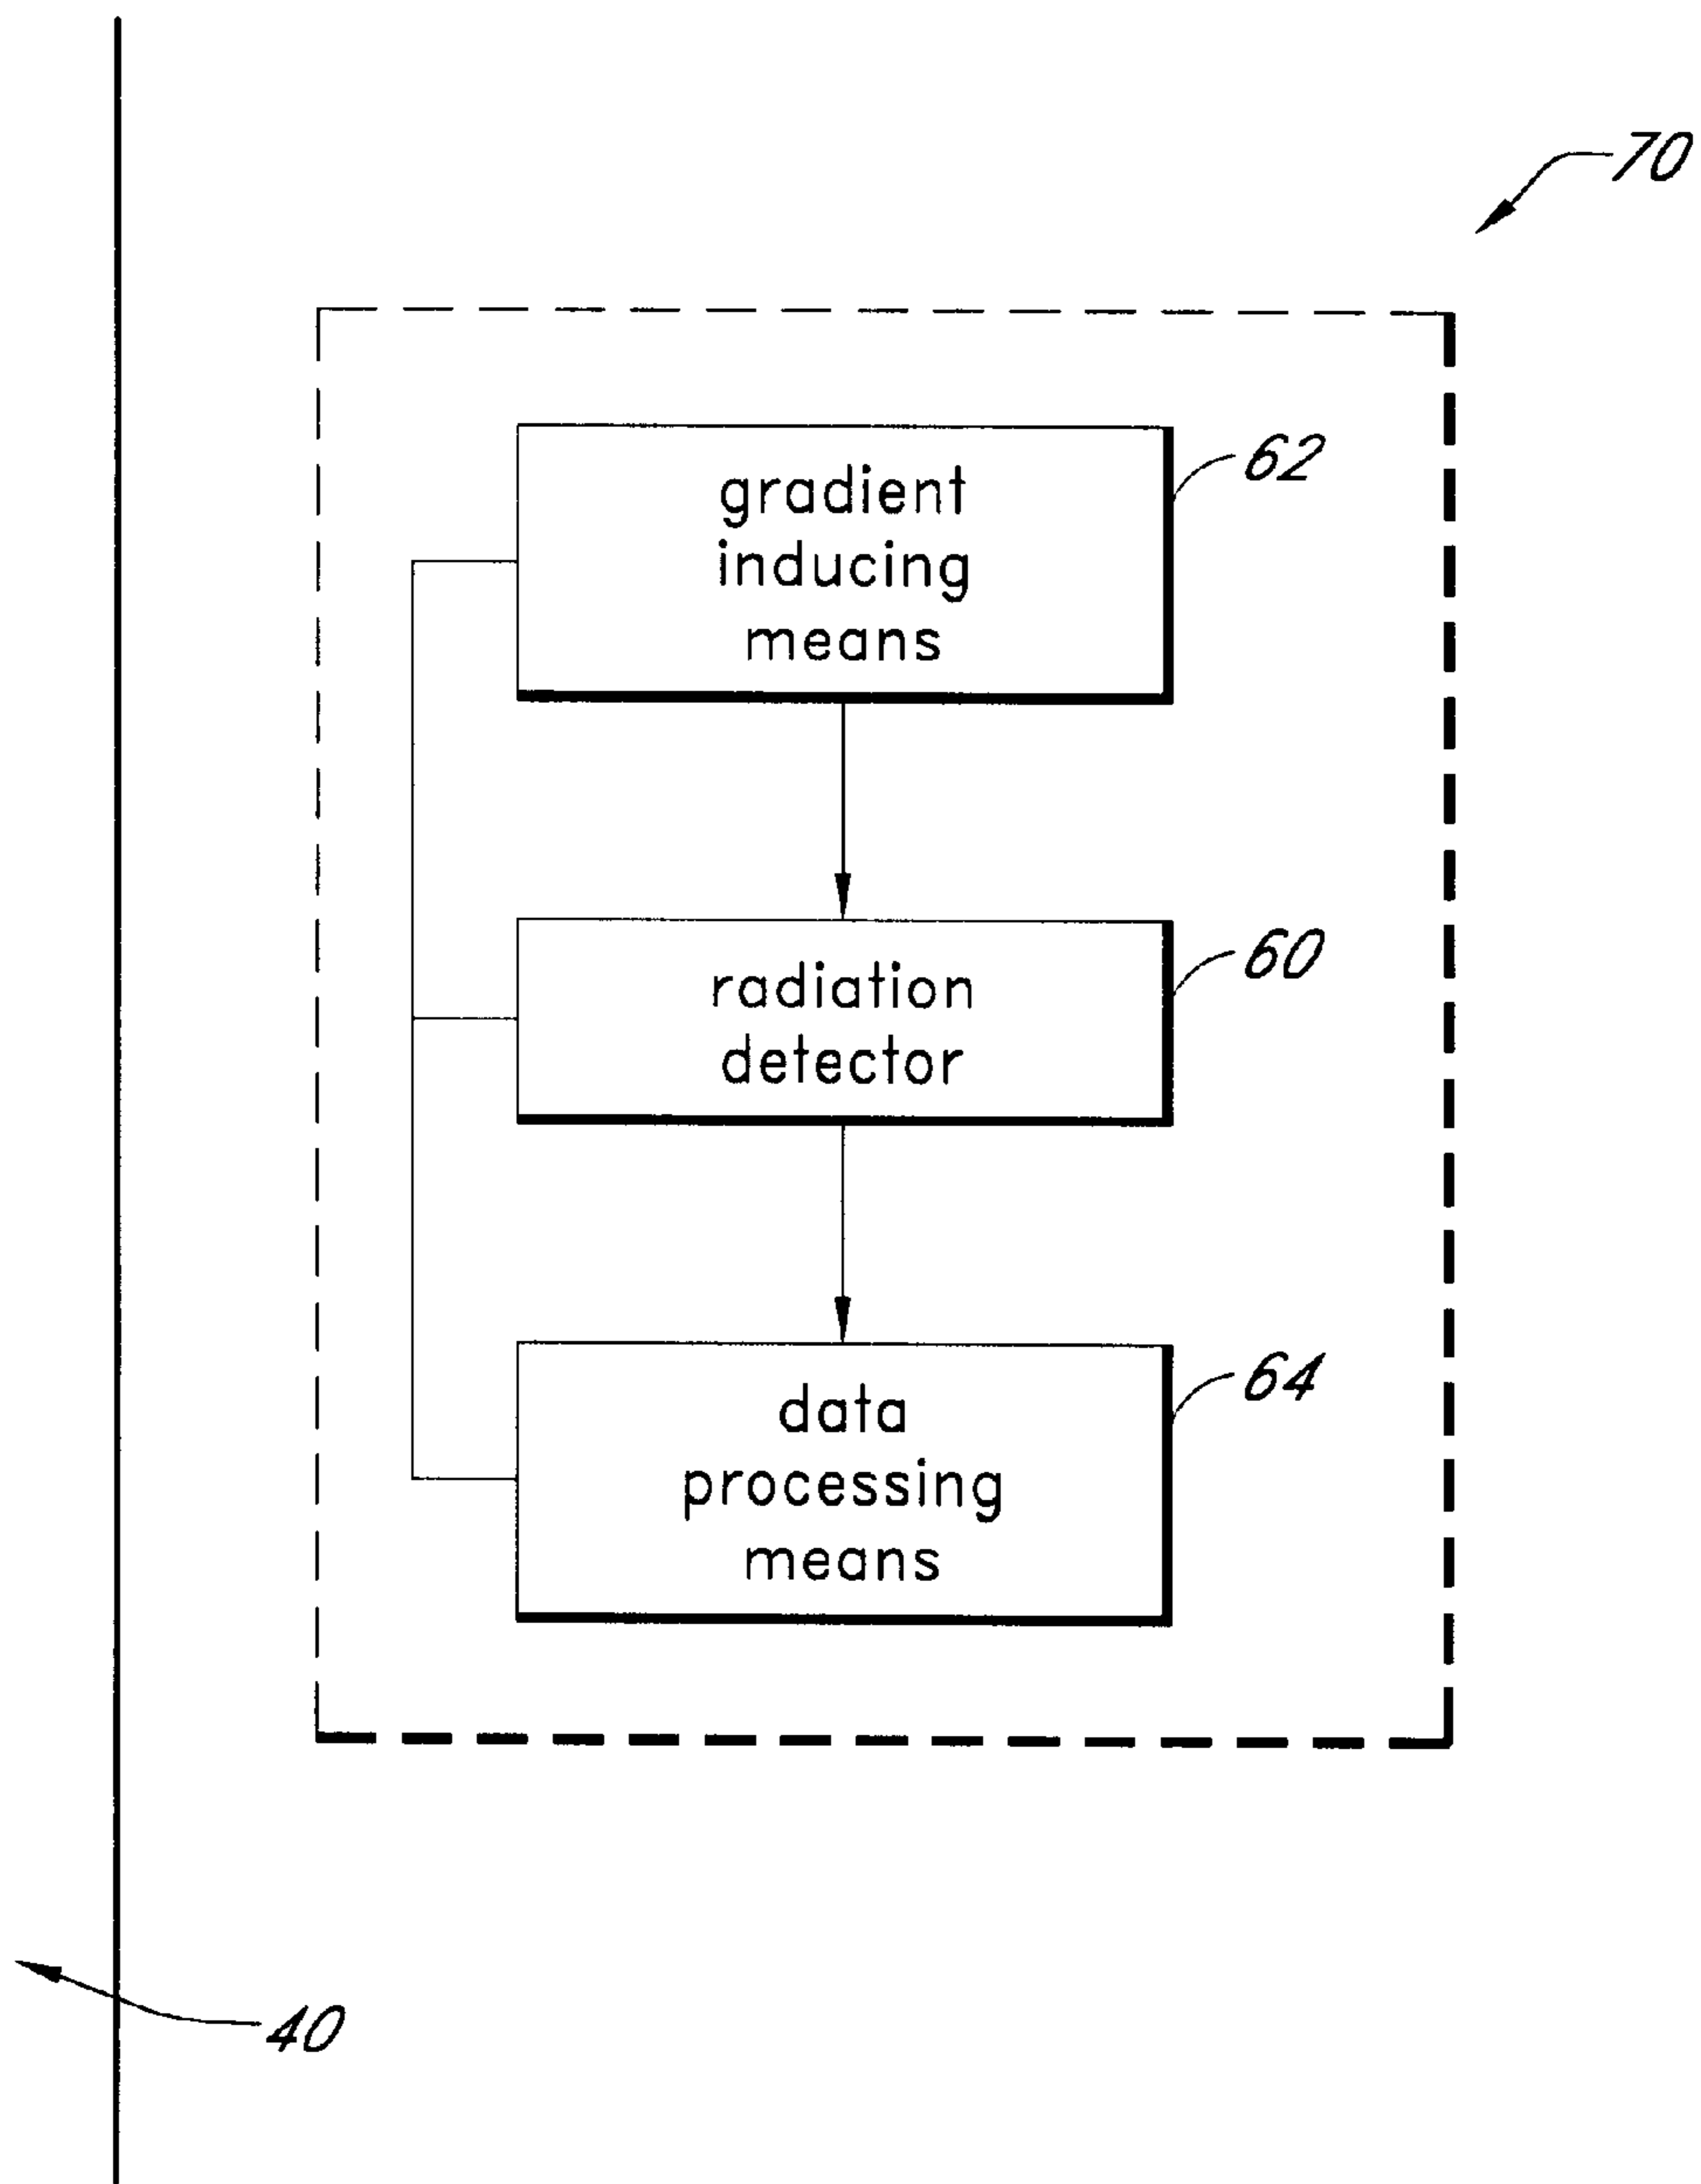 70
62
gradient
inducing
means
60
radiation
detector
64
data
processing
means
40